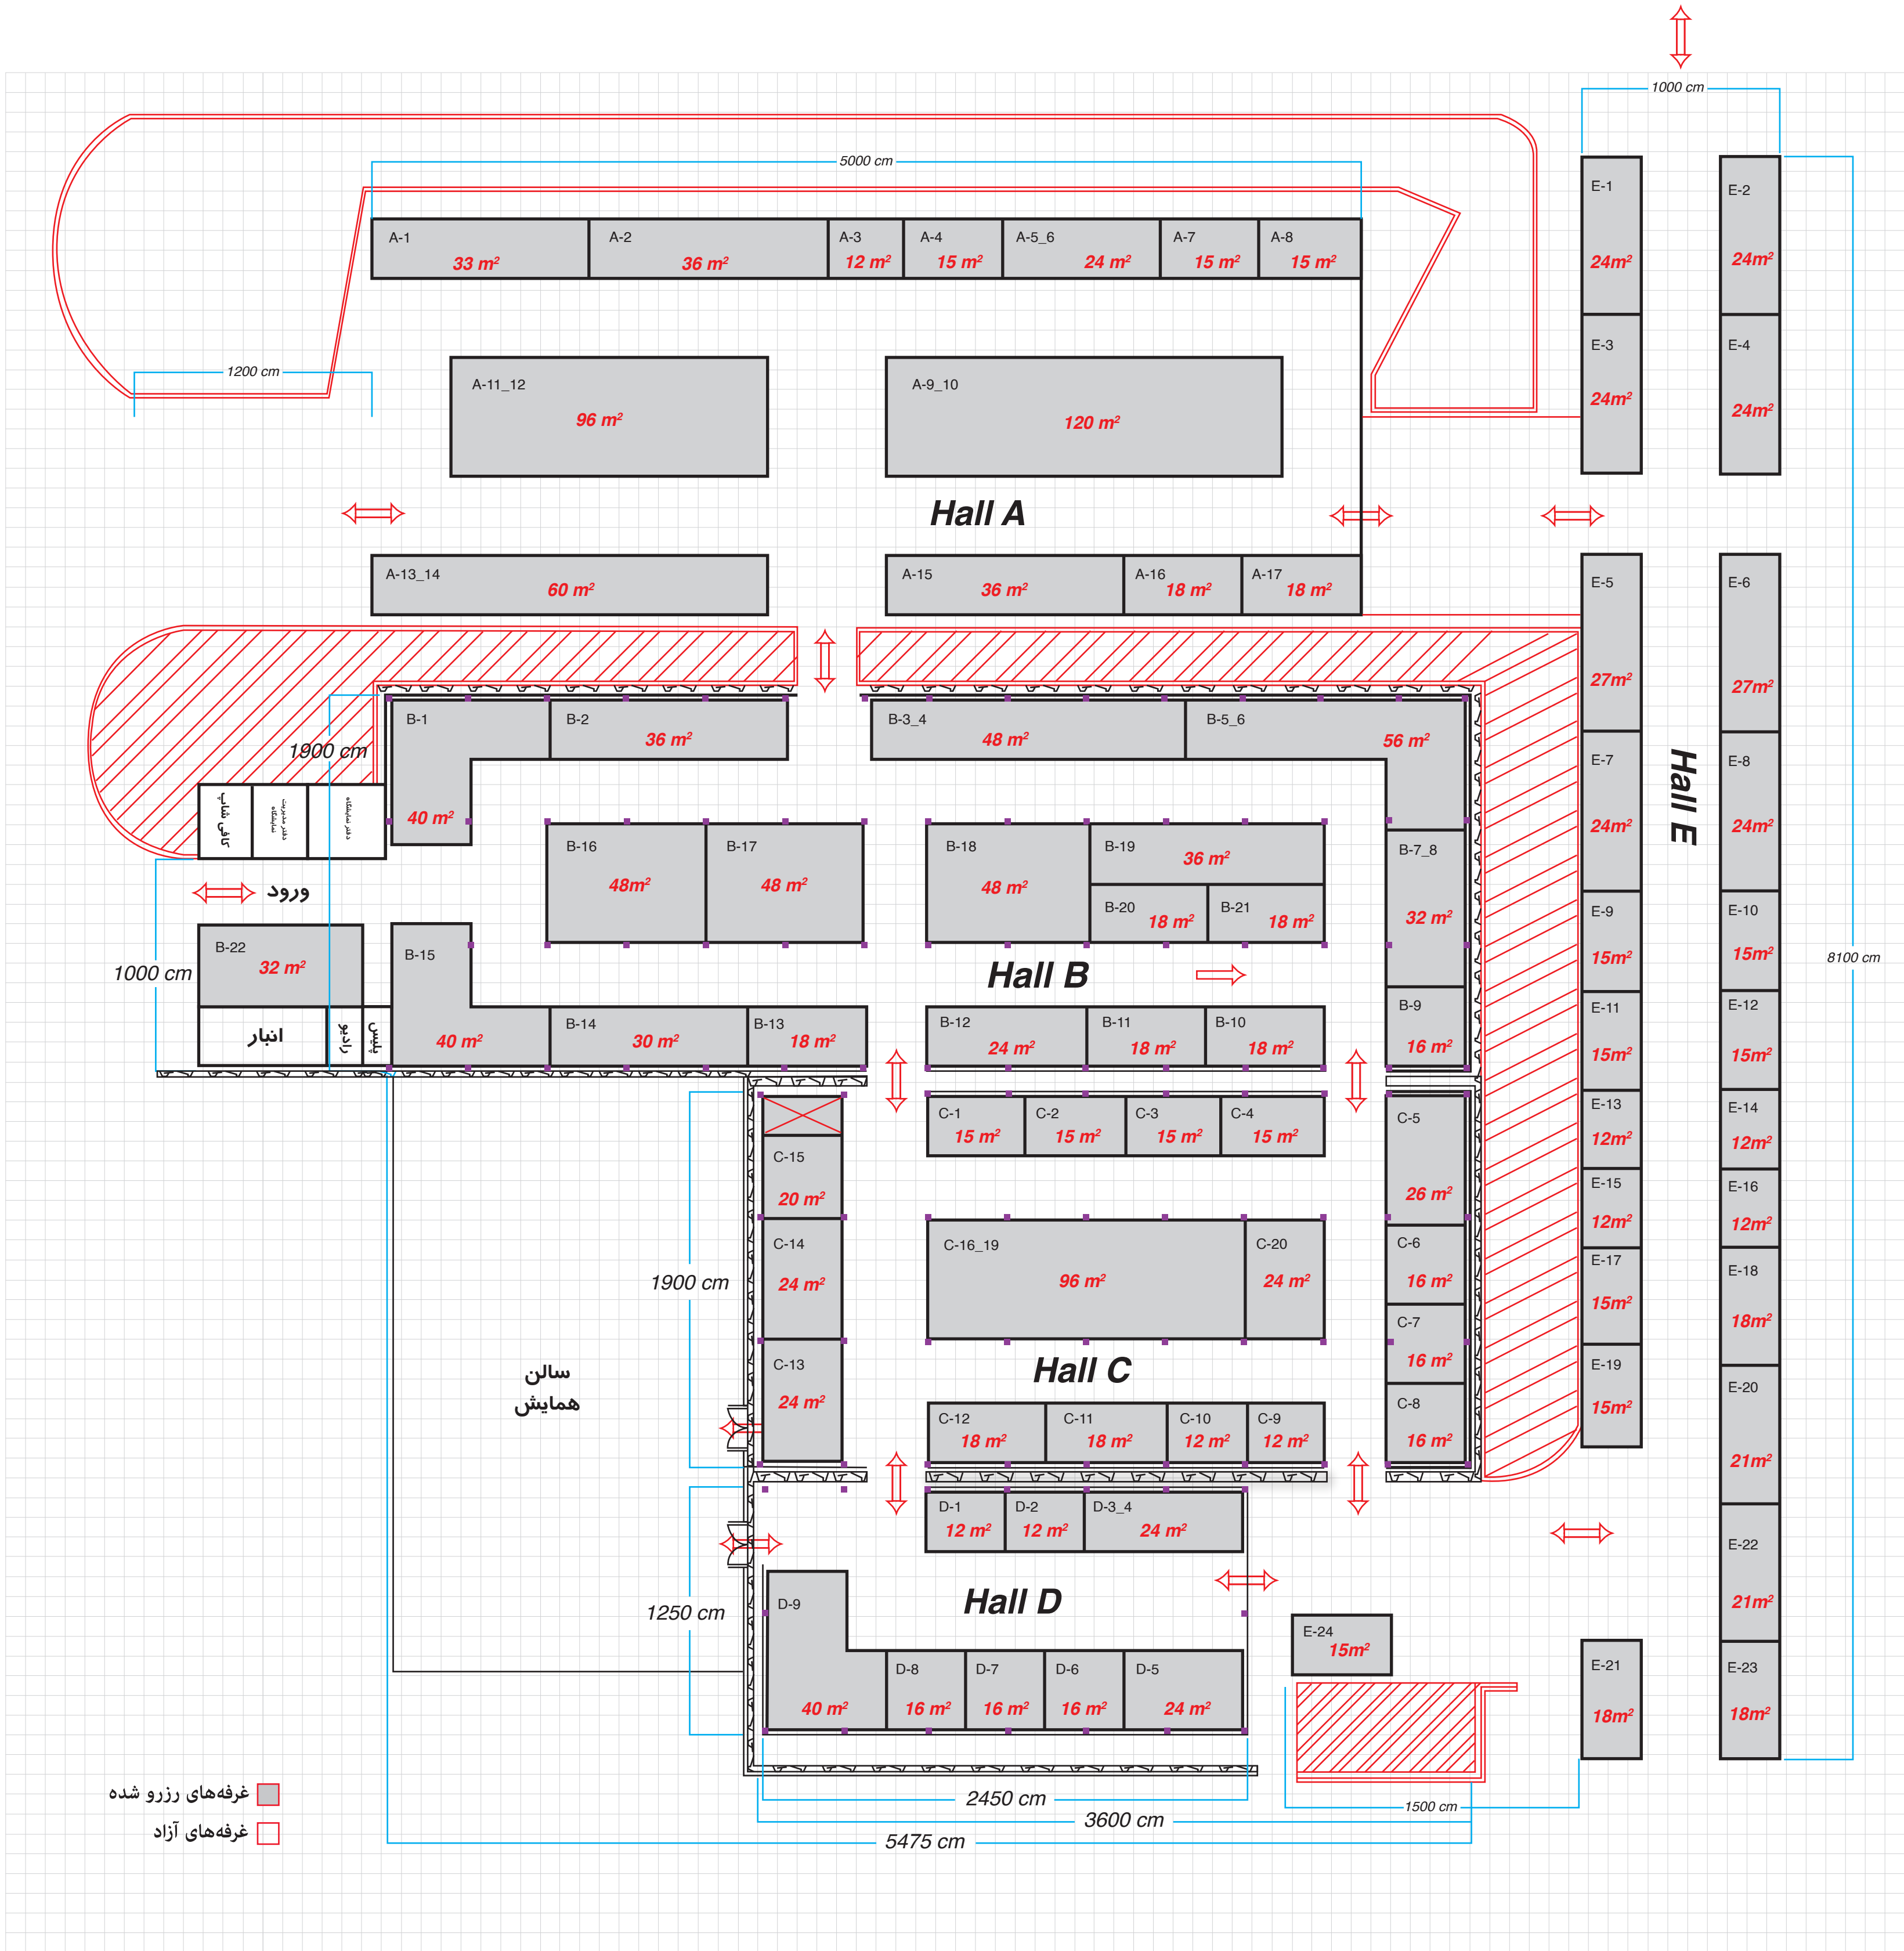 1000 cm
5000 cm
A-1
33 m²
A-2
36 m²
A-3
12 m²
A-4
15 m²
A-5_6
24 m²
A-7
15 m²
A-8
15 m²
E-1
24m²
E-2
24m²
E-3
24m²
E-4
24m²
1200 cm
A-11_12
96 m²
A-9_10
120 m²
Hall A
A-13_14
60 m²
A-15
36 m²
A-16
18 m²
A-17
18 m²
E-5
27m²
E-6
27m²
B-1
40 m²
B-2
36 m²
B-3_4
48 m²
B-5_6
56 m²
1900 cm
E-7
24m²
E-8
24m²
Hall E
کافی شاپ
دفتر مدیریت
نمایشگاه
دفتر نمایشگاه
B-16
48m²
B-17
48 m²
B-18
48 m²
B-19
36 m²
B-20
18 m²
B-21
18 m²
B-7_8
32 m²
ورود
E-9
15m²
E-10
15m²
8100 cm
B-22
32 m²
1000 cm
B-15
40 m²
Hall B
انبار
رادیو
پلیس
B-14
30 m²
B-13
18 m²
B-12
24 m²
B-11
18 m²
B-10
18 m²
B-9
16 m²
E-11
15m²
E-12
15m²
C-1
15 m²
C-2
15 m²
C-3
15 m²
C-4
15 m²
C-5
26 m²
E-13
12m²
E-14
12m²
C-15
20 m²
E-15
12m²
E-16
12m²
C-14
24 m²
C-16_19
96 m²
C-20
24 m²
C-6
16 m²
1900 cm
E-17
15m²
E-18
18m²
C-7
16 m²
Hall C
سالن
همایش
C-13
24 m²
E-19
15m²
E-20
21m²
C-12
18 m²
C-11
18 m²
C-10
12 m²
C-9
12 m²
C-8
16 m²
D-1
12 m²
D-2
12 m²
D-3_4
24 m²
E-22
21m²
Hall D
1250 cm
D-9
40 m²
E-24
15m²
D-8
16 m²
D-7
16 m²
D-6
16 m²
D-5
24 m²
E-21
18m²
E-23
18m²
غرفه‌های رزرو شده
غرفه‌های آزاد
2450 cm
1500 cm
3600 cm
5475 cm